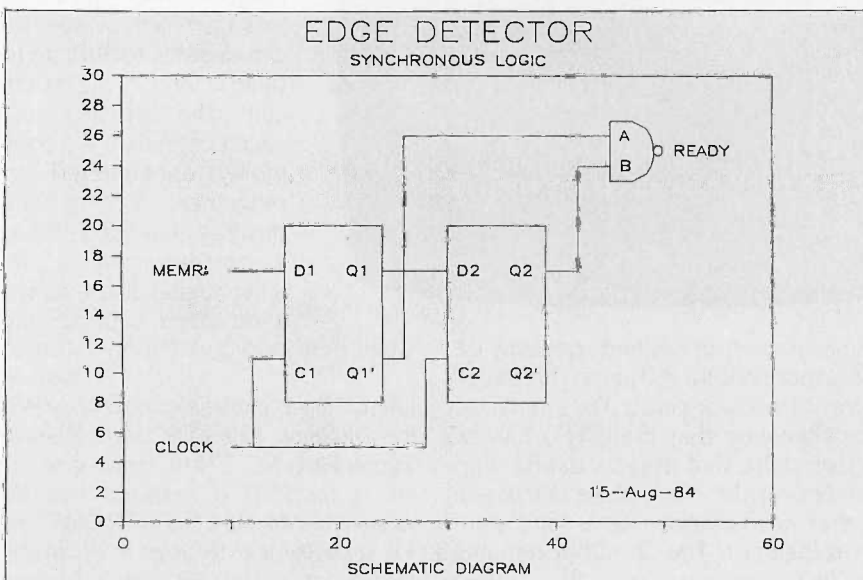 EDGE DETECTOR
SYNCHRONOUS LOGIC
30
28
26
24
22
20
18
16
14
12
10
8
6
4
2
0
A
B
READY
MEMR
D1 Q1
D2 Q2
C1 Q1'
C2 Q2'
CLOCK
15--Aug-84
0 20 40 60
SCHEMATIC DIAGRAM